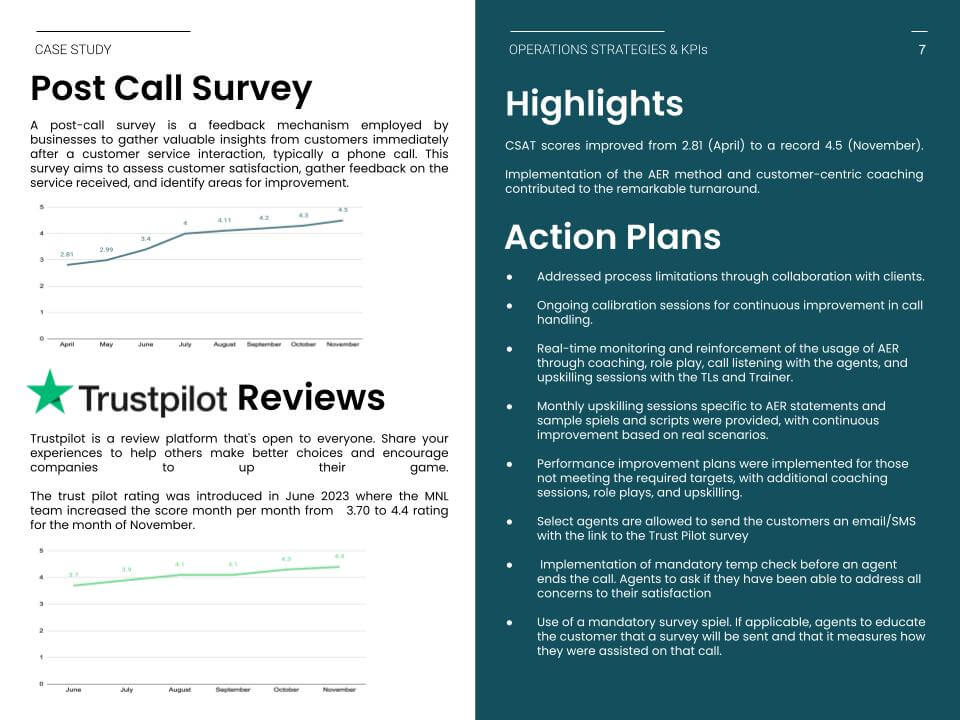 CASE STUDY
Post Call Survey
A post-call survey is a feedback mechanism employed by
businesses to gather valuable insights from customers immediately
after a customer service interaction, typically a phone call. This
survey aims to assess customer satisfaction, gather feedback on the
service received, and identify areas for improvement.
5
4
3
2
1
0
2.81
2.99
3.4
4
4.11
4.2
4.3
4.5
April May June July August September October November
Trustpilot Reviews
Trustpilot is a review platform that's open to everyone. Share your
experiences to help others make better choices and encourage
companies to up their game.
The trust pilot rating was introduced in June 2023 where the MNL
team increased the score month per month from 3.70 to 4.4 rating
for the month of November.
5
4
3
2
1
0
3.7
3.9
4.1
4.1
4.3
4.4
June July August September October November
OPERATIONS STRATEGIES & KPIs
7
Highlights
CSAT scores improved from 2.81 (April) to a record 4.5 (November).
Implementation of the AER method and customer-centric coaching
contributed to the remarkable turnaround.
Action Plans
● Addressed process limitations through collaboration with clients.
● Ongoing calibration sessions for continuous improvement in call
handling.
● Real-time monitoring and reinforcement of the usage of AER
through coaching, role play, call listening with the agents, and
upskilling sessions with the TLs and Trainer.
● Monthly upskilling sessions specific to AER statements and
sample spiels and scripts were provided, with continuous
improvement based on real scenarios.
● Performance improvement plans were implemented for those
not meeting the required targets, with additional coaching
sessions, role plays, and upskilling.
● Select agents are allowed to send the customers an email/SMS
with the link to the Trust Pilot survey
● Implementation of mandatory temp check before an agent
ends the call. Agents to ask if they have been able to address all
concerns to their satisfaction
● Use of a mandatory survey spiel. If applicable, agents to educate
the customer that a survey will be sent and that it measures how
they were assisted on that call.